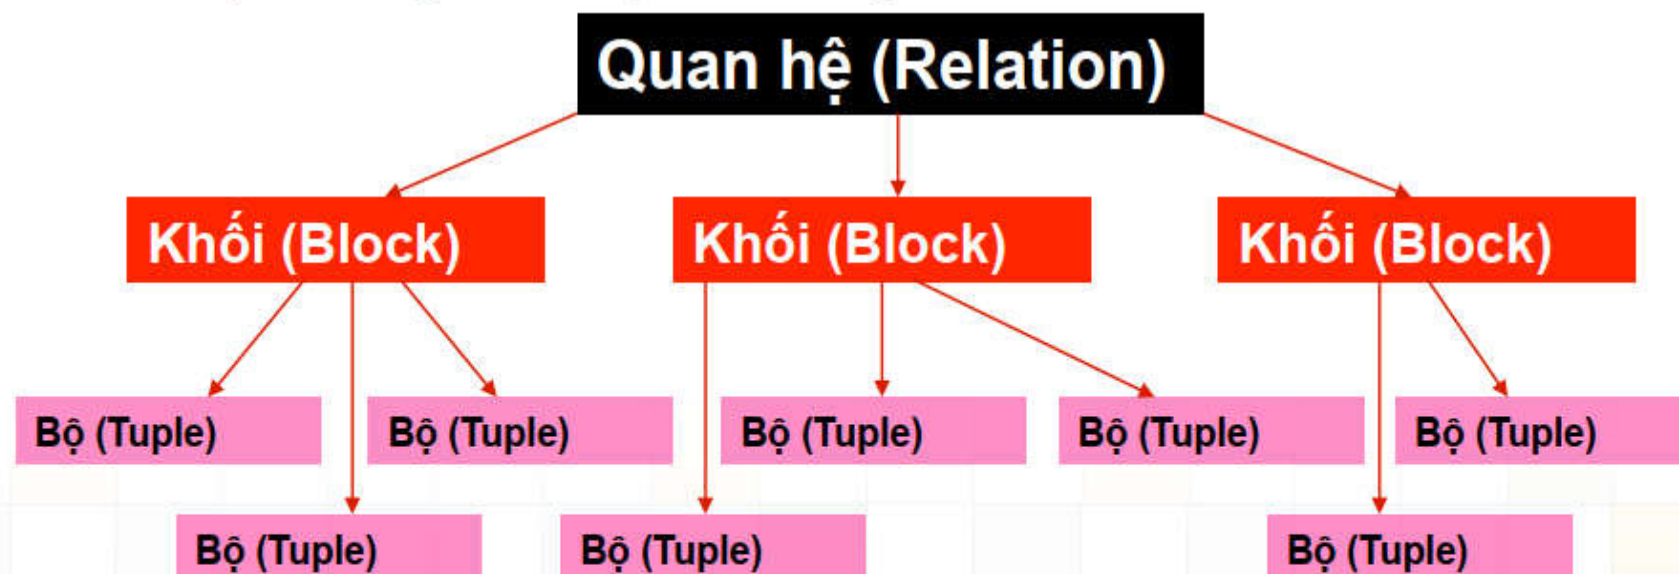 Quan hệ (Relation)
Khối (Block)
Khối (Block)
Khối (Block)
Bộ (Tuple)
Bộ (Tuple)
Bộ (Tuple)
Bộ (Tuple)
Bộ (Tuple)
Bộ (Tuple)
Bộ (Tuple)
Bộ (Tuple)